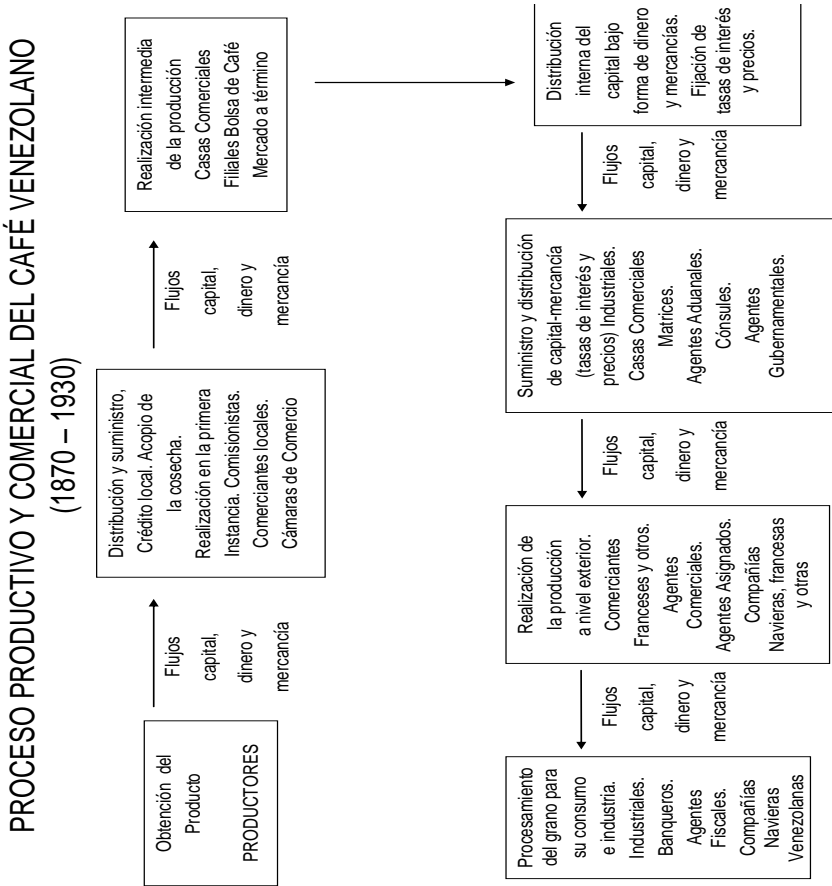 PROCESO PRODUCTIVO Y COMERCIAL DEL CAFÉ VENEZOLANO
(1870 – 1930)
Obtención del
Producto
PRODUCTORES
Flujos
capital,
dinero y
mercancía
Distribución y suministro,
Crédito local. Acopio de
la cosecha.
Realización en la primera
Instancia. Comisionistas.
Comerciantes locales.
Cámaras de Comercio
Flujos
capital,
dinero y
mercancía
Realización intermedia
de la producción
Casas Comerciales
Filiales Bolsa de Café
Mercado a término
Distribución
interna del
capital bajo
forma de dinero
y mercancías.
Fijación de
tasas de interés
y precios.
Flujos
capital,
dinero y
mercancía
Suministro y distribución
de capital-mercancía
(tasas de interés y
precios) Industriales.
Casas Comerciales
Matrices.
Agentes Aduanales.
Cónsules.
Agentes
Gubernamentales.
Flujos
capital,
dinero y
mercancía
Realización de
la producción
a nivel exterior.
Comerciantes
Franceses y otros.
Agentes
Comerciales.
Agentes Asignados.
Compañías
Navieras, francesas
y otras
Flujos
capital,
dinero y
mercancía
Procesamiento
del grano para
su consumo
e industria.
Industriales.
Banqueros.
Agentes
Fiscales.
Compañías
Navieras
Venezolanas